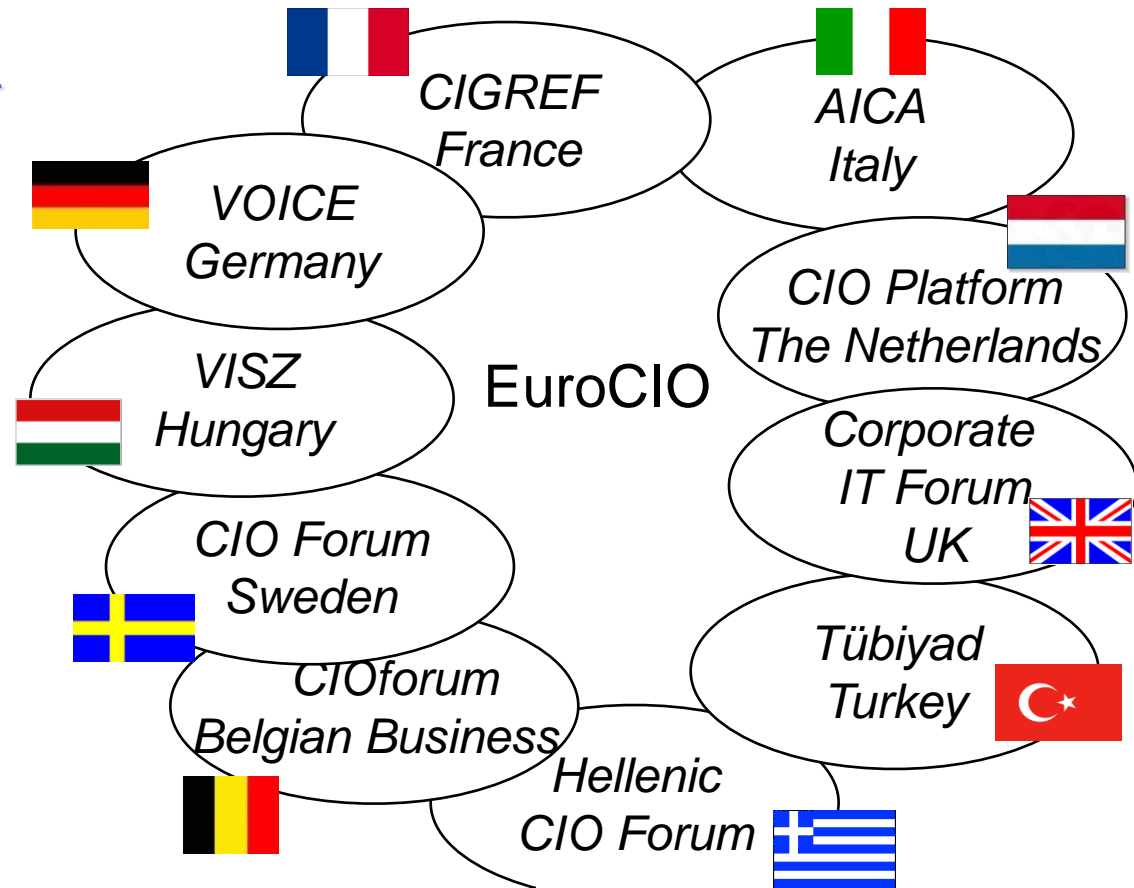 CIGREF
France
AICA
Italy
VOICE
Germany
CIO Platform
The Netherlands
VISZ
Hungary
EuroCIO
Corporate
IT Forum
UK
CIO Forum
Sweden
Tübiyad
Turkey
CIOforum
Belgian Business
Hellenic
CIO Forum